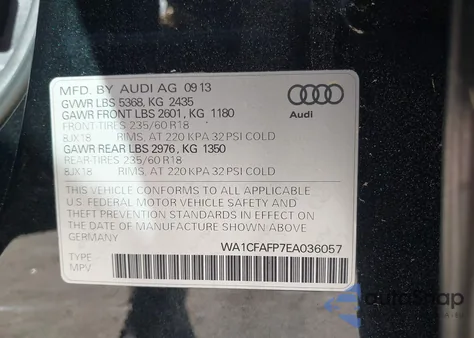 MFD. BY AUDI AG 09 13
GVWR LBS 5368, KG 2435
GAWR FRONT LBS 2601, KG 1180
FRONT-TIRES 235/60 R18
8JX18 RIMS, AT 220 KPA 32 PSI COLD
GAWR REAR LBS 2976, KG 1350
REAR-TIRES 235/60 R18
8JX18 RIMS, AT 220 KPA 32 PSI COLD
Audi
THIS VEHICLE CONFORMS TO ALL APPLICABLE
U.S. FEDERAL MOTOR VEHICLE SAFETY AND
THEFT PREVENTION STANDARDS IN EFFECT ON
THE DATE OF MANUFACTURE SHOWN ABOVE
GERMANY
WA1CFAFP7EA036057
TYPE
MPV
autoSnap